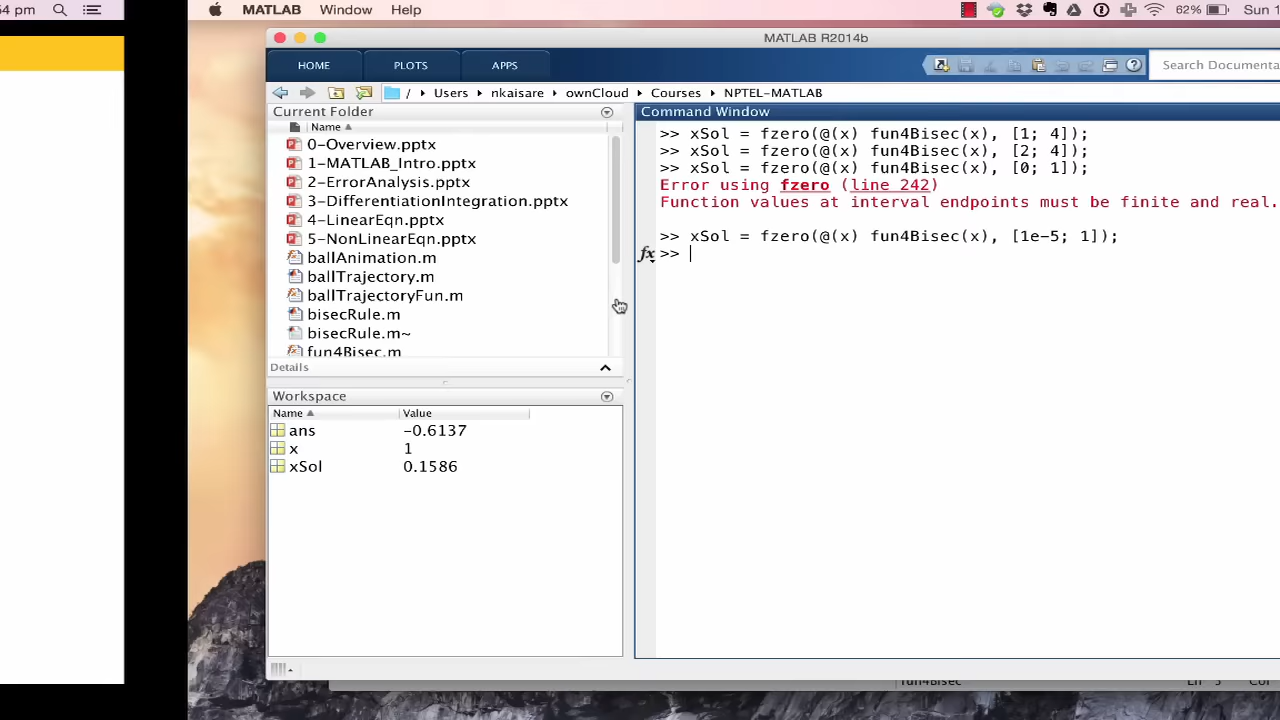 54 pm
MATLAB Window Help
62% Sun 1
MATLAB R2014b
HOME PLOTS APPS
Search Documenta
/ Users nkaisare ownCloud Courses NPTEL-MATLAB
Current Folder
Name
0-Overview.pptx
1-MATLAB_Intro.pptx
2-ErrorAnalysis.pptx
3-DifferentiationIntegration.pptx
4-LinearEqn.pptx
5-NonLinearEqn.pptx
ballAnimation.m
ballTrajectory.m
ballTrajectoryFun.m
bisecRule.m
bisecRule.m~
fun4Bisec.m
Details
Workspace
Name Value
ans -0.6137
x 1
xSol 0.1586
Command Window
>> xSol = fzero(@(x) fun4Bisec(x), [1; 4]);
>> xSol = fzero(@(x) fun4Bisec(x), [2; 4]);
>> xSol = fzero(@(x) fun4Bisec(x), [0; 1]);
Error using fzero (line 242)
Function values at interval endpoints must be finite and real.
>> xSol = fzero(@(x) fun4Bisec(x), [1e-5; 1]);
fx >>
fun4Bisec Ln 5 Col